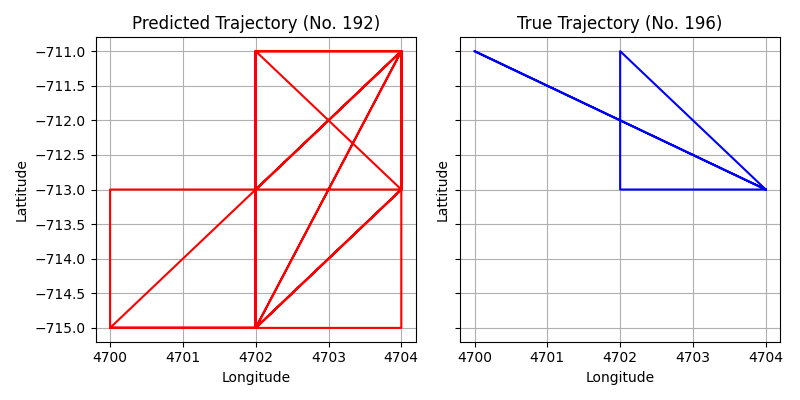 Predicted Trajectory (No. 192)
True Trajectory (No. 196)
−711.0
−711.5
−712.0
−712.5
−713.0
−713.5
−714.0
−714.5
−715.0
Lattitude
Lattitude
4700 4701 4702 4703 4704
4700 4701 4702 4703 4704
Longitude
Longitude